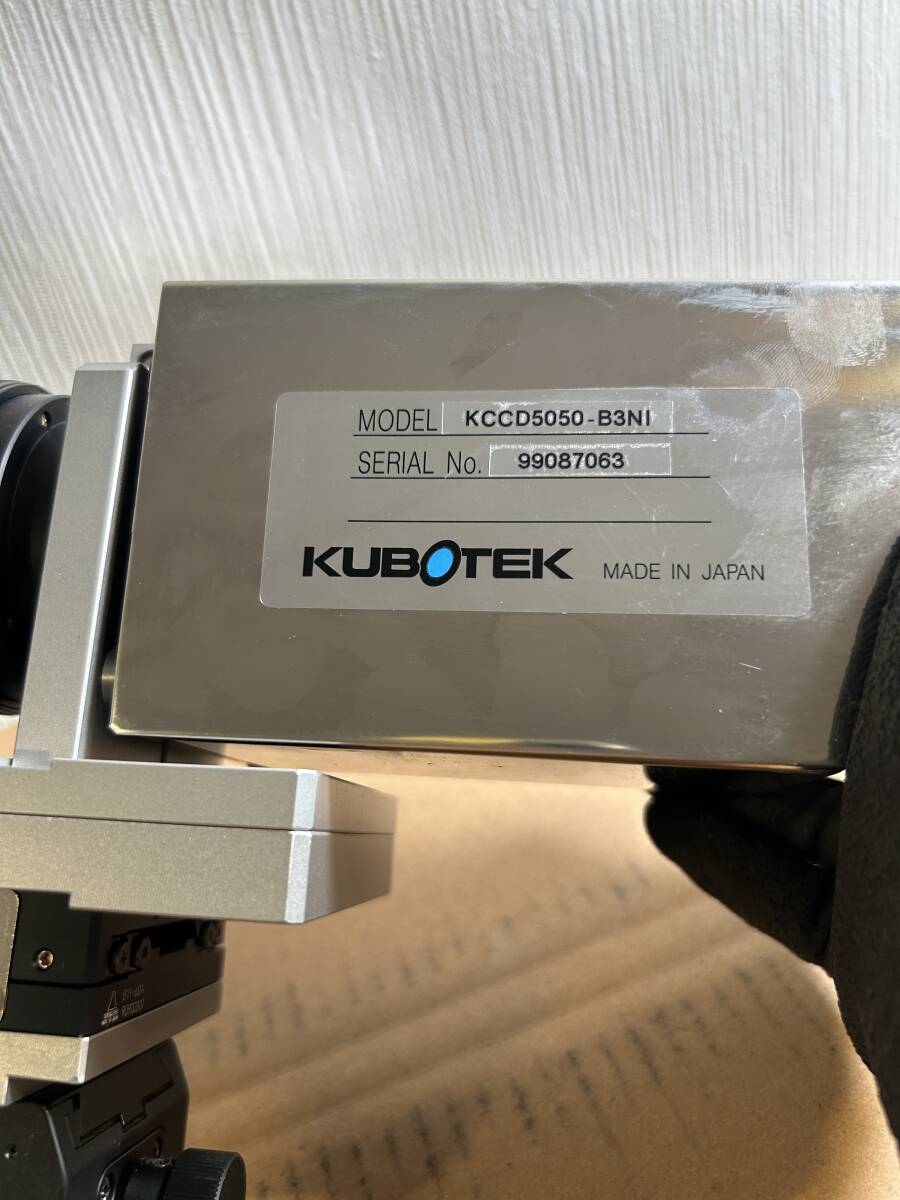 MODEL KCCD5050-B3NI
SERIAL No. 99087063
KUBOTEK MADE IN JAPAN